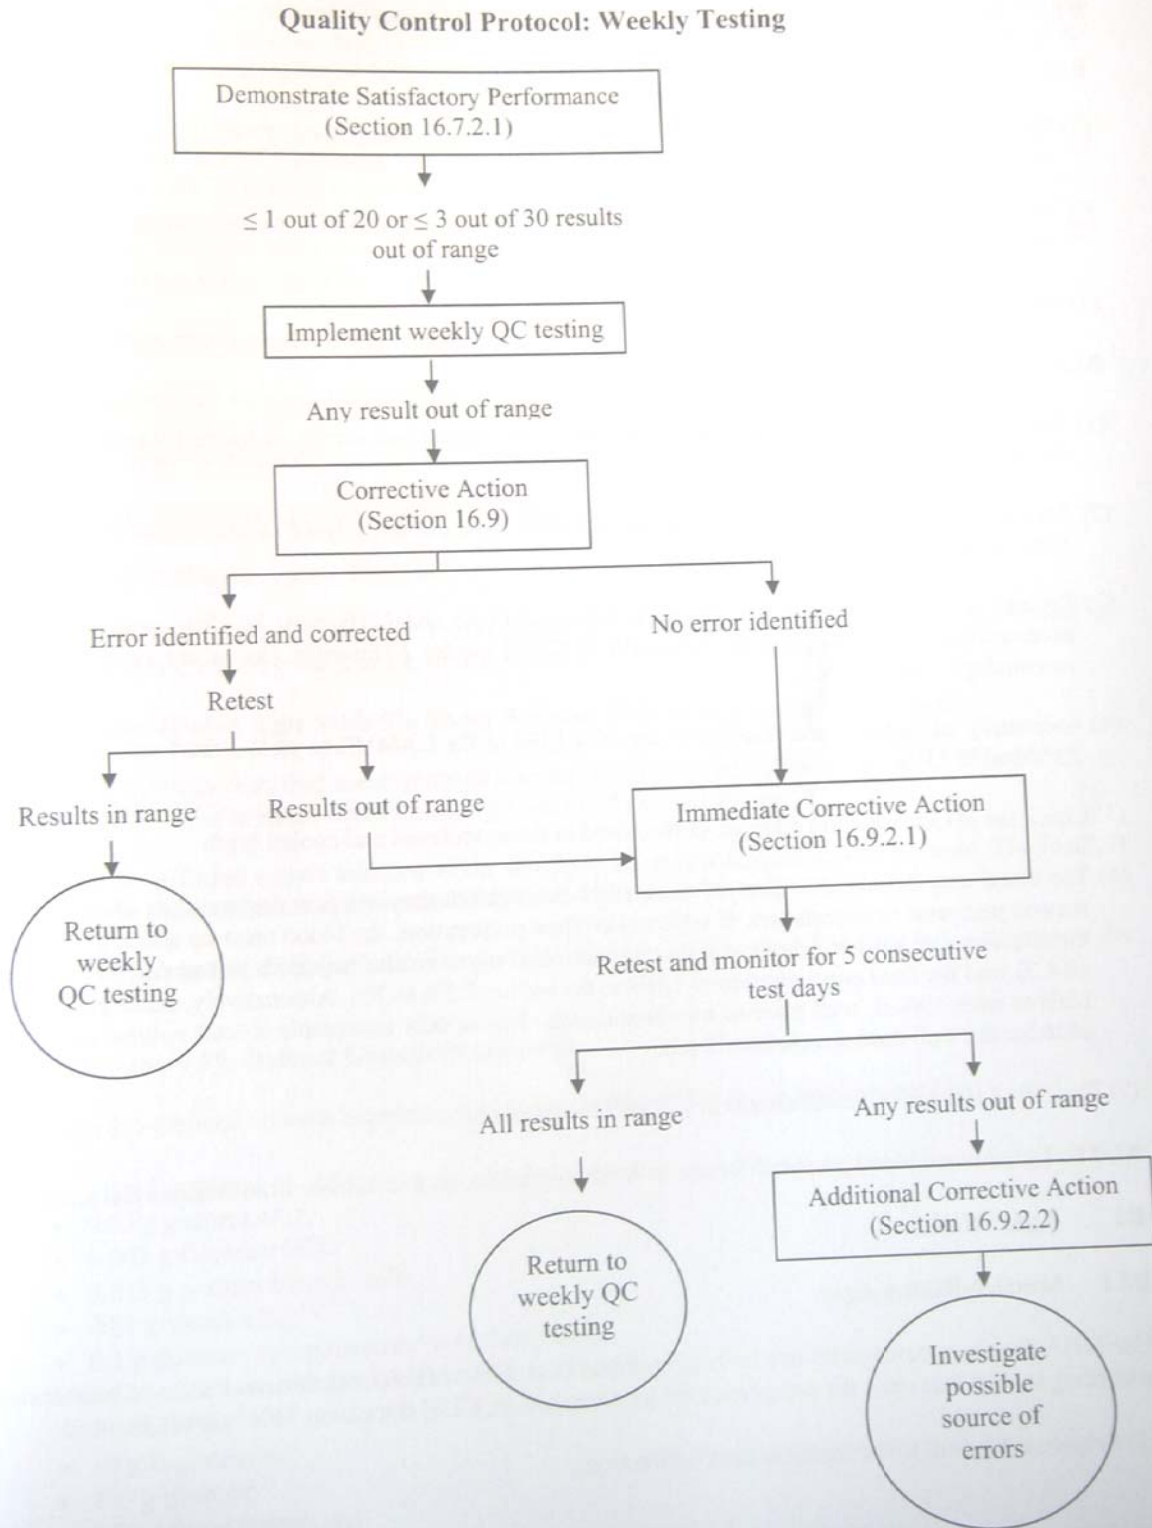 Quality Control Protocol: Weekly Testing
Demonstrate Satisfactory Performance
(Section 16.7.2.1)
≤ 1 out of 20 or ≤ 3 out of 30 results
out of range
Implement weekly QC testing
Any result out of range
Corrective Action
(Section 16.9)
Error identified and corrected
No error identified
Retest
Results in range
Results out of range
Immediate Corrective Action
(Section 16.9.2.1)
Return to
weekly
QC testing
Retest and monitor for 5 consecutive
test days
All results in range
Any results out of range
Additional Corrective Action
(Section 16.9.2.2)
Return to
weekly QC
testing
Investigate
possible
source of
errors